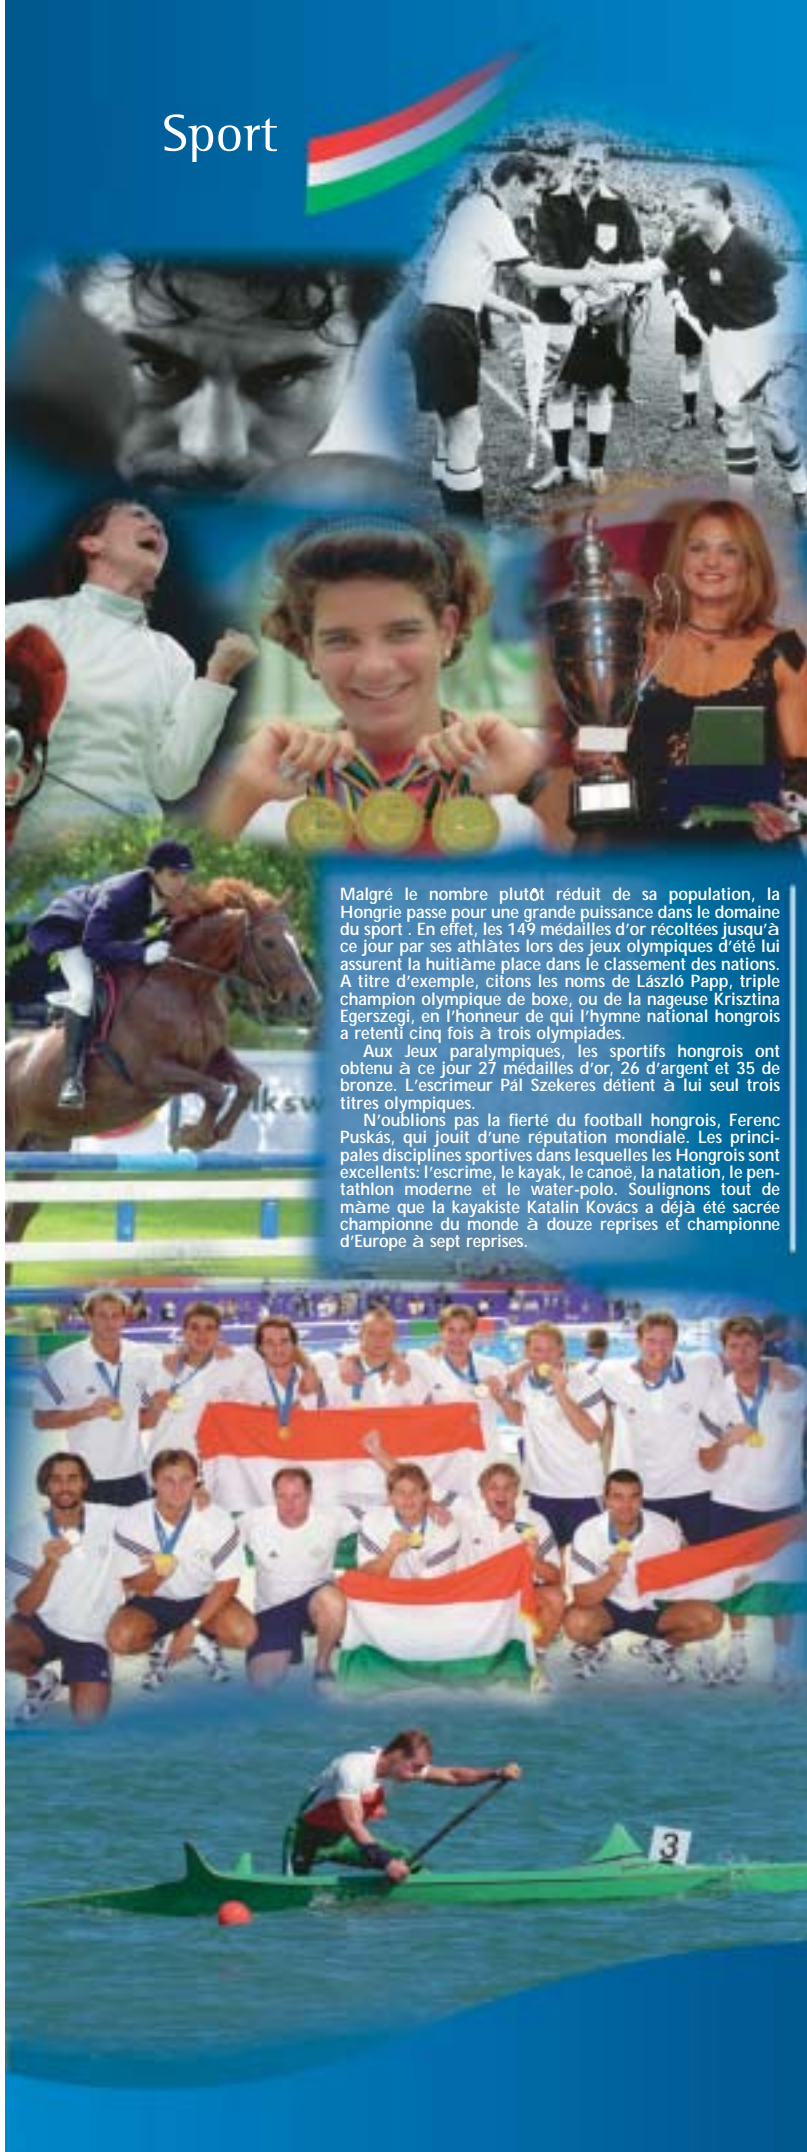 Sport
Malgré le nombre plutôt réduit de sa population, la
Hongrie passe pour une grande puissance dans le domaine
du sport . En effet, les 149 médailles d'or récoltées jusqu'à
ce jour par ses athlàtes lors des jeux olympiques d'été lui
assurent la huitiàme place dans le classement des nations.
A titre d'exemple, citons les noms de László Papp, triple
champion olympique de boxe, ou de la nageuse Krisztina
Egerszegi, en l'honneur de qui l'hymne national hongrois
a retenti cinq fois à trois olympiades.
Aux Jeux paralympiques, les sportifs hongrois ont
obtenu à ce jour 27 médailles d'or, 26 d'argent et 35 de
bronze. L'escrimeur Pál Szekeres détient à lui seul trois
titres olympiques.
N'oublions pas la fierté du football hongrois, Ferenc
Puskás, qui jouit d'une réputation mondiale. Les princi-
pales disciplines sportives dans lesquelles les Hongrois sont
excellents: l'escrime, le kayak, le canoë, la natation, le pen-
tathlon moderne et le water-polo. Soulignons tout de
màme que la kayakiste Katalin Kovács a déjà été sacrée
championne du monde à douze reprises et championne
d'Europe à sept reprises.
3